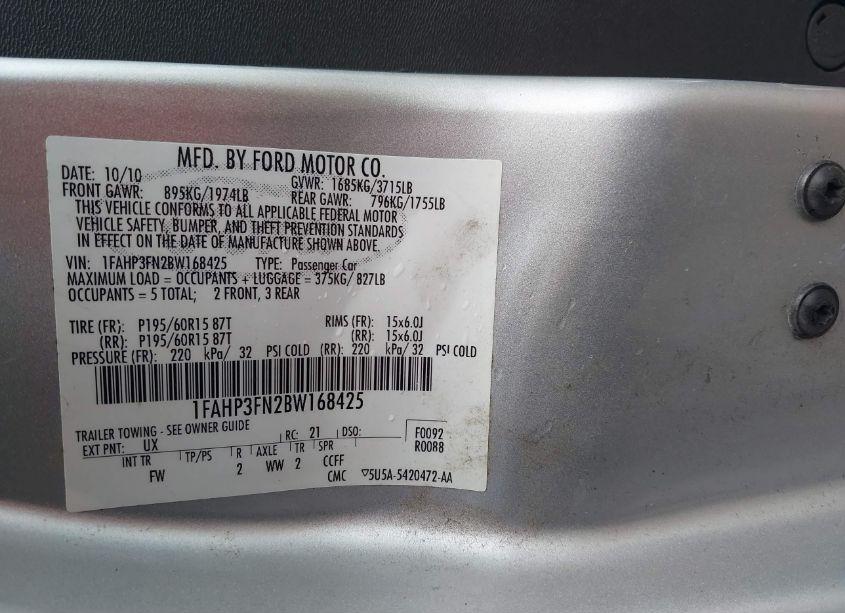 MFD. BY FORD MOTOR CO.
DATE: 10/10 GVWR: 1685KG/3715LB
FRONT GAWR: 895KG/1974LB REAR GAWR: 796KG/1755LB
THIS VEHICLE CONFORMS TO ALL APPLICABLE FEDERAL MOTOR
VEHICLE SAFETY, BUMPER, AND THEFT PREVENTION STANDARDS
IN EFFECT ON THE DATE OF MANUFACTURE SHOWN ABOVE.
VIN: 1FAHP3FN2BW168425 TYPE: Passenger Car
MAXIMUM LOAD = OCCUPANTS + LUGGAGE = 375KG/ 827LB
OCCUPANTS = 5 TOTAL; 2 FRONT, 3 REAR
TIRE (FR): P195/60R15 87T RIMS (FR): 15x6.0J
(RR): P195/60R15 87T (RR): 15x6.0J
PRESSURE (FR): 220 kPa/ 32 PSI COLD (RR): 220 kPa/ 32 PSI COLD
1FAHP3FN2BW168425
TRAILER TOWING - SEE OWNER GUIDE
EXT PNT: UX RC: 21 DSO: F0092
R0088
INT TR TP/PS R AXLE TR SPR
FW 2 WW 2 CCFF
CMC ▽5U5A-5420472-AA